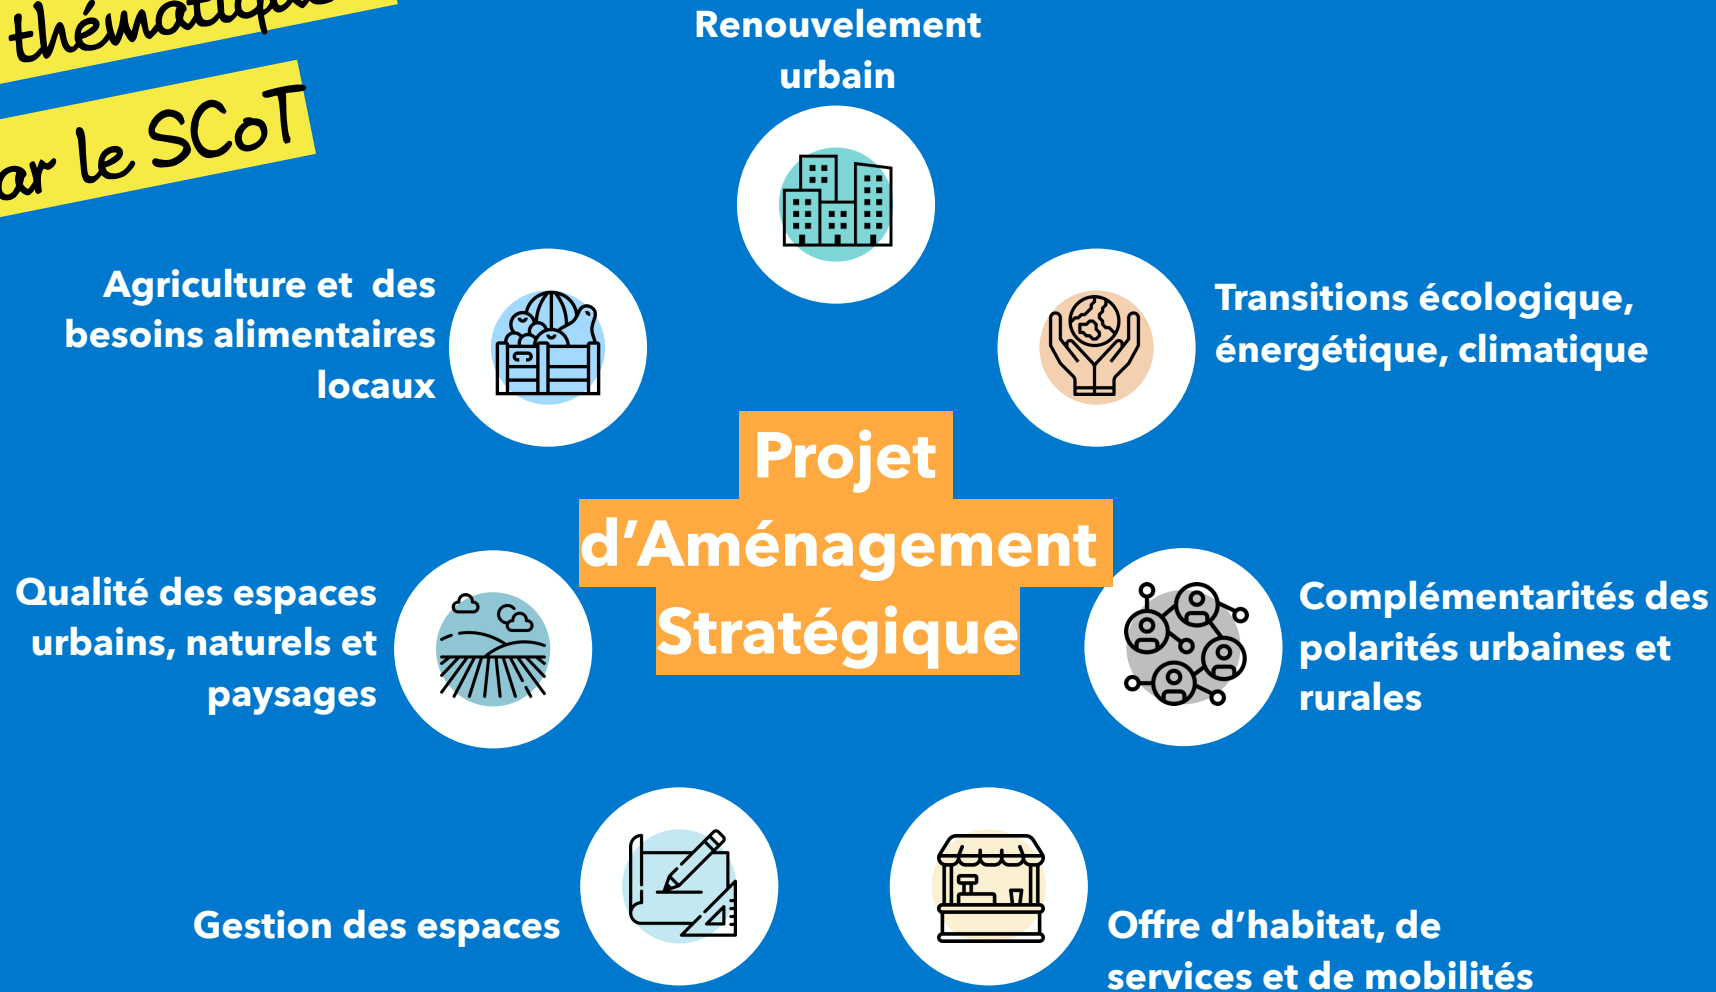 thématiques
par le SCoT
Renouvelement
urbain
Transitions écologique,
énergétique, climatique
Complémentarités des
polarités urbaines et
rurales
Offre d’habitat, de
services et de mobilités
Gestion des espaces
Qualité des espaces
urbains, naturels et
paysages
Agriculture et des
besoins alimentaires
locaux
Projet
d’Aménagement
Stratégique